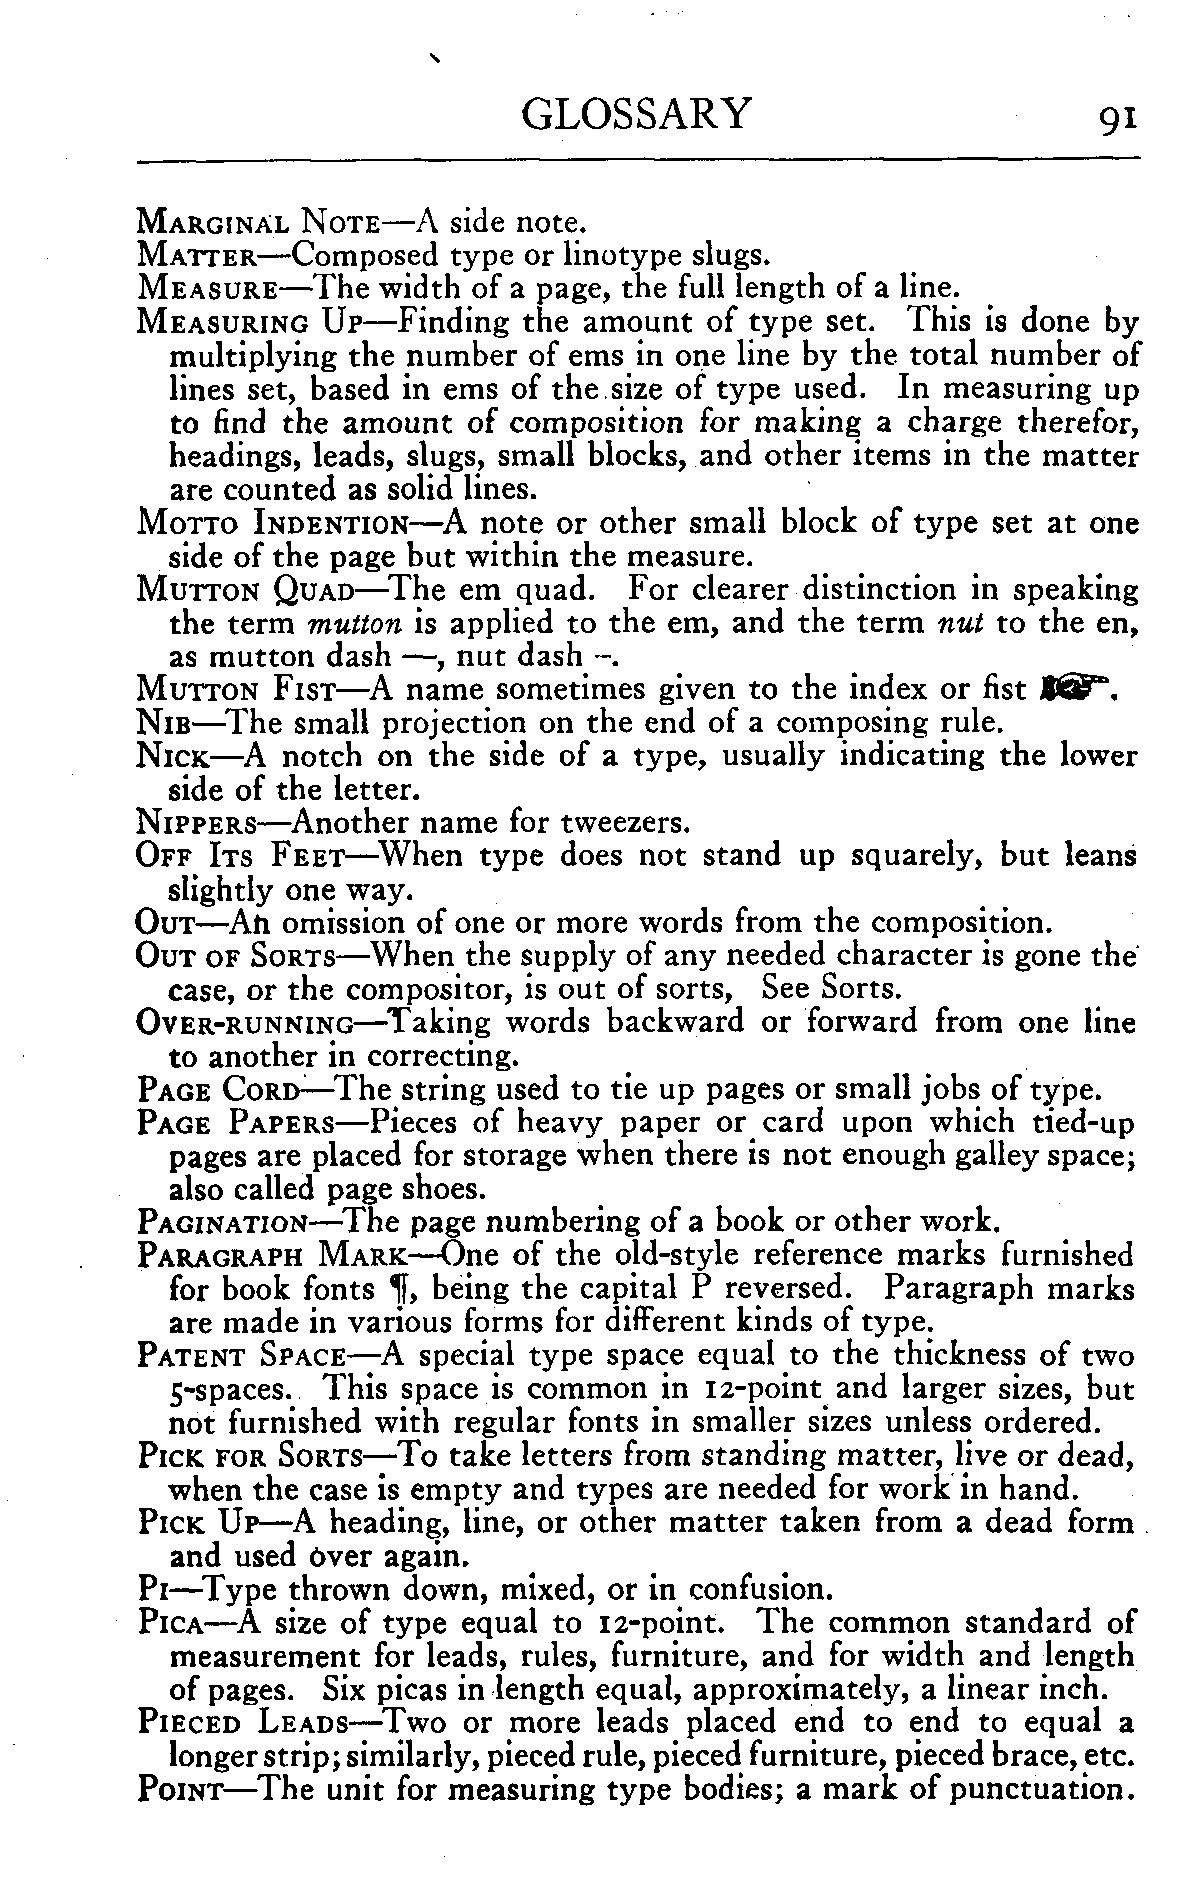 GLOSSARY 91
MARGINAL NOTE—A side note.
MATTER—Composed type or linotype slugs.
MEASURE—The width of a page, the full length of a line.
MEASURING UP—Finding the amount of type set. This is done by
multiplying the number of ems in one line by the total number of
lines set, based in ems of the size of type used. In measuring up
to find the amount of composition for making a charge therefor,
headings, leads, slugs, small blocks, and other items in the matter
are counted as solid lines.
MOTTO INDENTION—A note or other small block of type set at one
side of the page but within the measure.
MUTTON QUAD—The em quad. For clearer distinction in speaking
the term mutton is applied to the em, and the term nut to the en,
as mutton dash —, nut dash –.
MUTTON FIST—A name sometimes given to the index or fist ☞.
NIB—The small projection on the end of a composing rule.
NICK—A notch on the side of a type, usually indicating the lower
side of the letter.
NIPPERS—Another name for tweezers.
OFF ITS FEET—When type does not stand up squarely, but leans
slightly one way.
OUT—An omission of one or more words from the composition.
OUT OF SORTS—When the supply of any needed character is gone the
case, or the compositor, is out of sorts, See Sorts.
OVER-RUNNING—Taking words backward or forward from one line
to another in correcting.
PAGE CORD—The string used to tie up pages or small jobs of type.
PAGE PAPERS—Pieces of heavy paper or card upon which tied-up
pages are placed for storage when there is not enough galley space;
also called page shoes.
PAGINATION—The page numbering of a book or other work.
PARAGRAPH MARK—One of the old-style reference marks furnished
for book fonts ¶, being the capital P reversed. Paragraph marks
are made in various forms for different kinds of type.
PATENT SPACE—A special type space equal to the thickness of two
5-spaces. This space is common in 12-point and larger sizes, but
not furnished with regular fonts in smaller sizes unless ordered.
PICK FOR SORTS—To take letters from standing matter, live or dead,
when the case is empty and types are needed for work in hand.
PICK UP—A heading, line, or other matter taken from a dead form
and used over again.
PI—Type thrown down, mixed, or in confusion.
PICA—A size of type equal to 12-point. The common standard of
measurement for leads, rules, furniture, and for width and length
of pages. Six picas in length equal, approximately, a linear inch.
PIECED LEADS—Two or more leads placed end to end to equal a
longer strip; similarly, pieced rule, pieced furniture, pieced brace, etc.
POINT—The unit for measuring type bodies; a mark of punctuation.